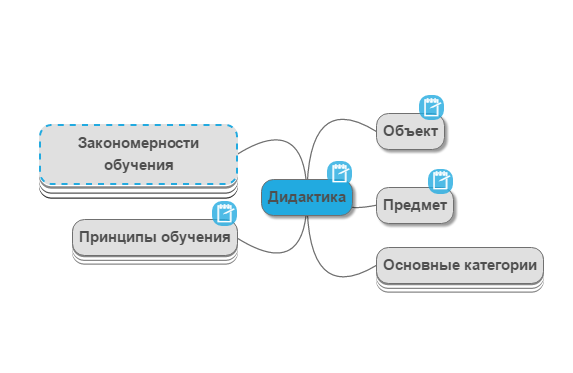 Закономерности
обучения
Принципы обучения
Дидактика
Объект
Предмет
Основные категории